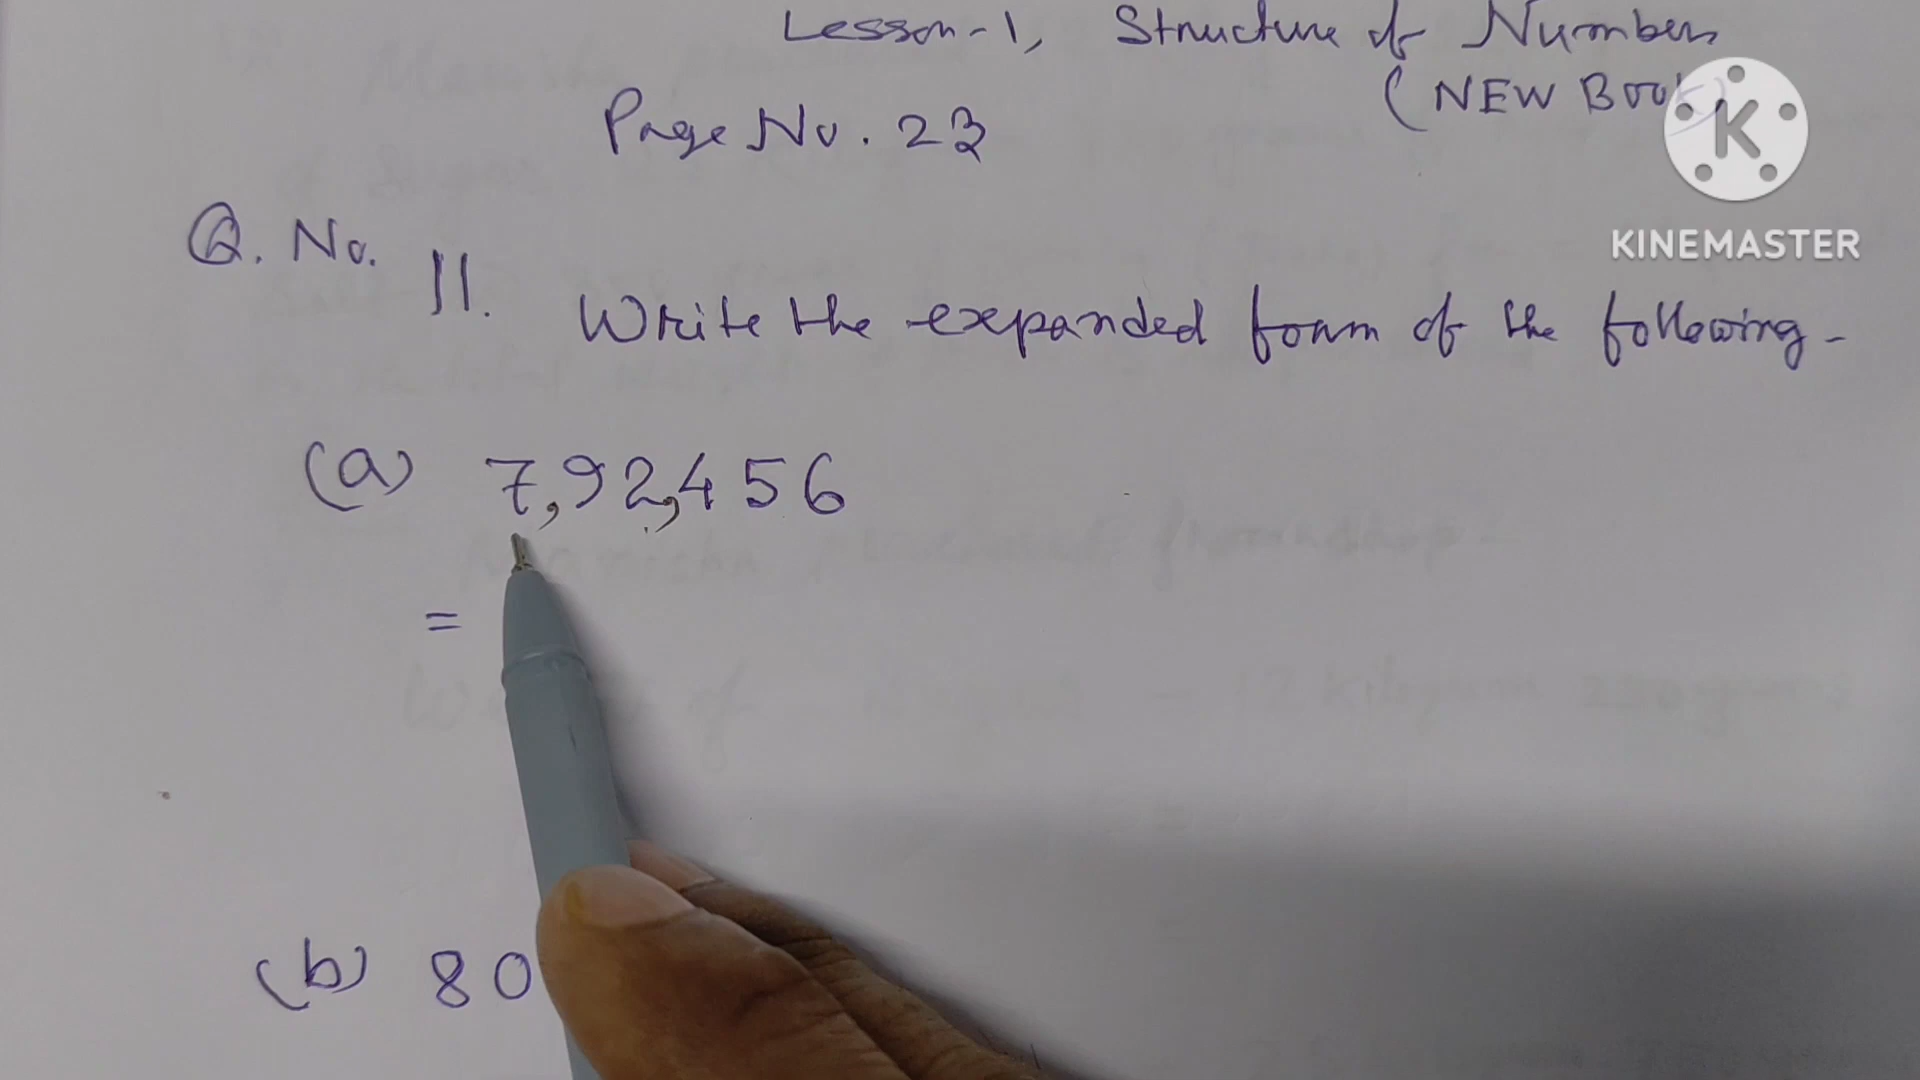 Lesson-1, Structure of Numbers
(NEW Book)
Page No. 23
Q. No. 11.
Write the expanded form of the following-
(a) 7,92,456
=
(b) 80
K
KINEMASTER